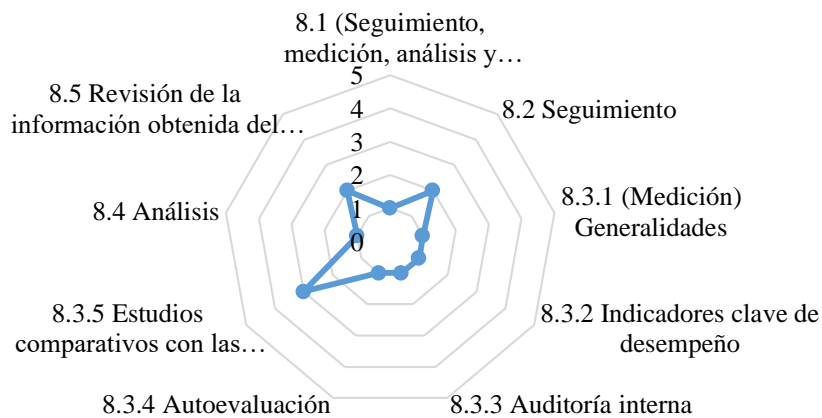 8.1 (Seguimiento,
medición, análisis y…
8.2 Seguimiento
8.3.1 (Medición)
Generalidades
8.3.2 Indicadores clave de
desempeño
8.3.3 Auditoría interna
8.3.4 Autoevaluación
8.3.5 Estudios
comparativos con las…
8.4 Análisis
8.5 Revisión de la
información obtenida del…
5
4
3
2
1
0